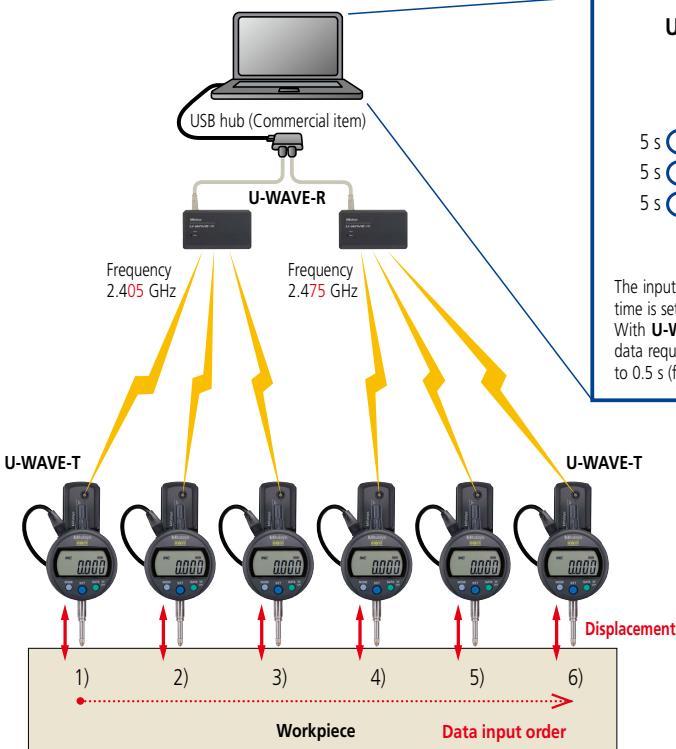 U
USB hub (Commercial item)
U-WAVE-R
5 s
5 s
5 s
Frequency
2.405 GHz
Frequency
2.475 GHz
The input
time is set
With U-W
data requ
to 0.5 s (f
U-WAVE-T
U-WAVE-T
Displacement
1) 2) 3) 4) 5) 6)
Workpiece
Data input order